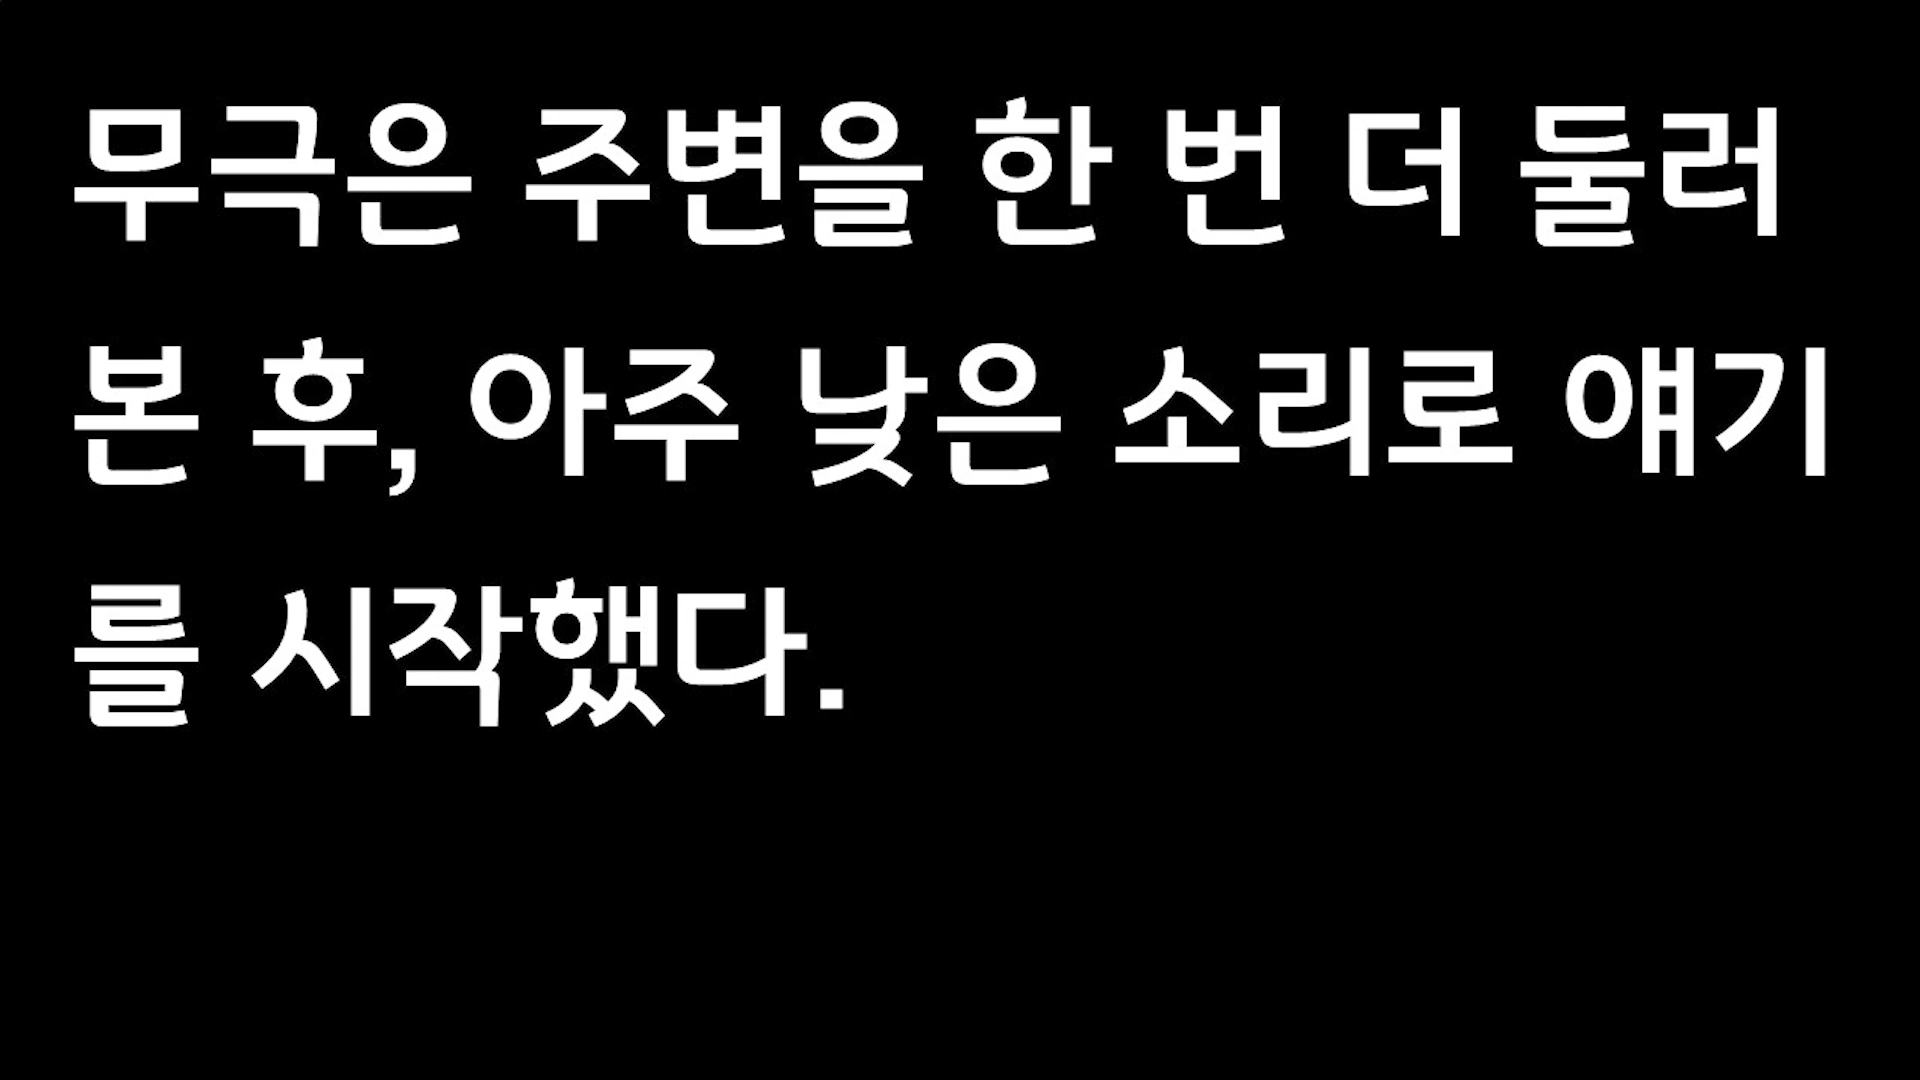 무극은 주변을 한 번 더 둘러
본 후, 아주 낮은 소리로 얘기
를 시작했다.